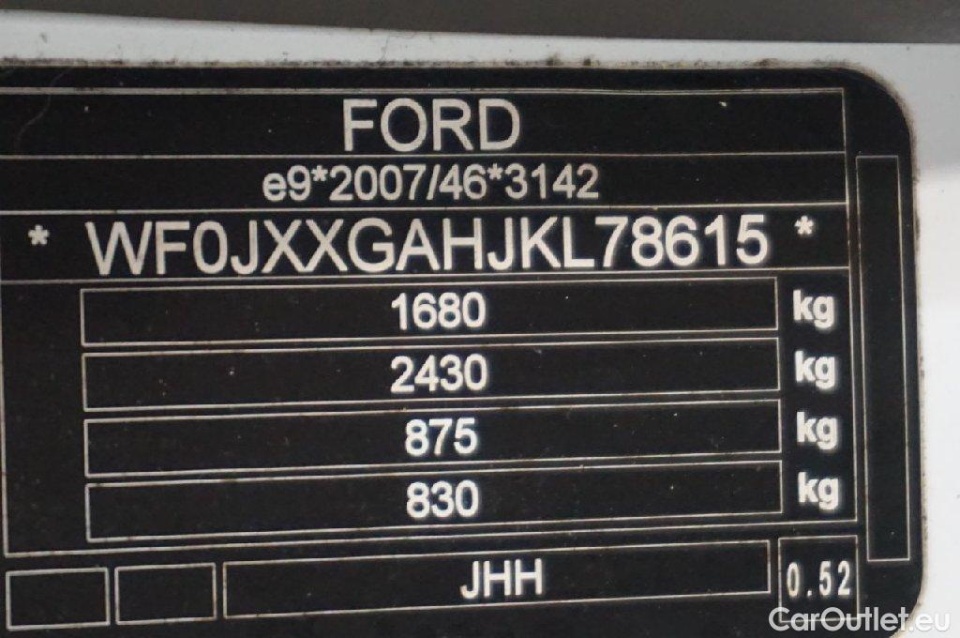 FORD
e9*2007/46*3142
* WF0JXXGAHJKL78615 *
1680 kg
2430 kg
875 kg
830 kg
JHH 0.52
CarOutlet.eu